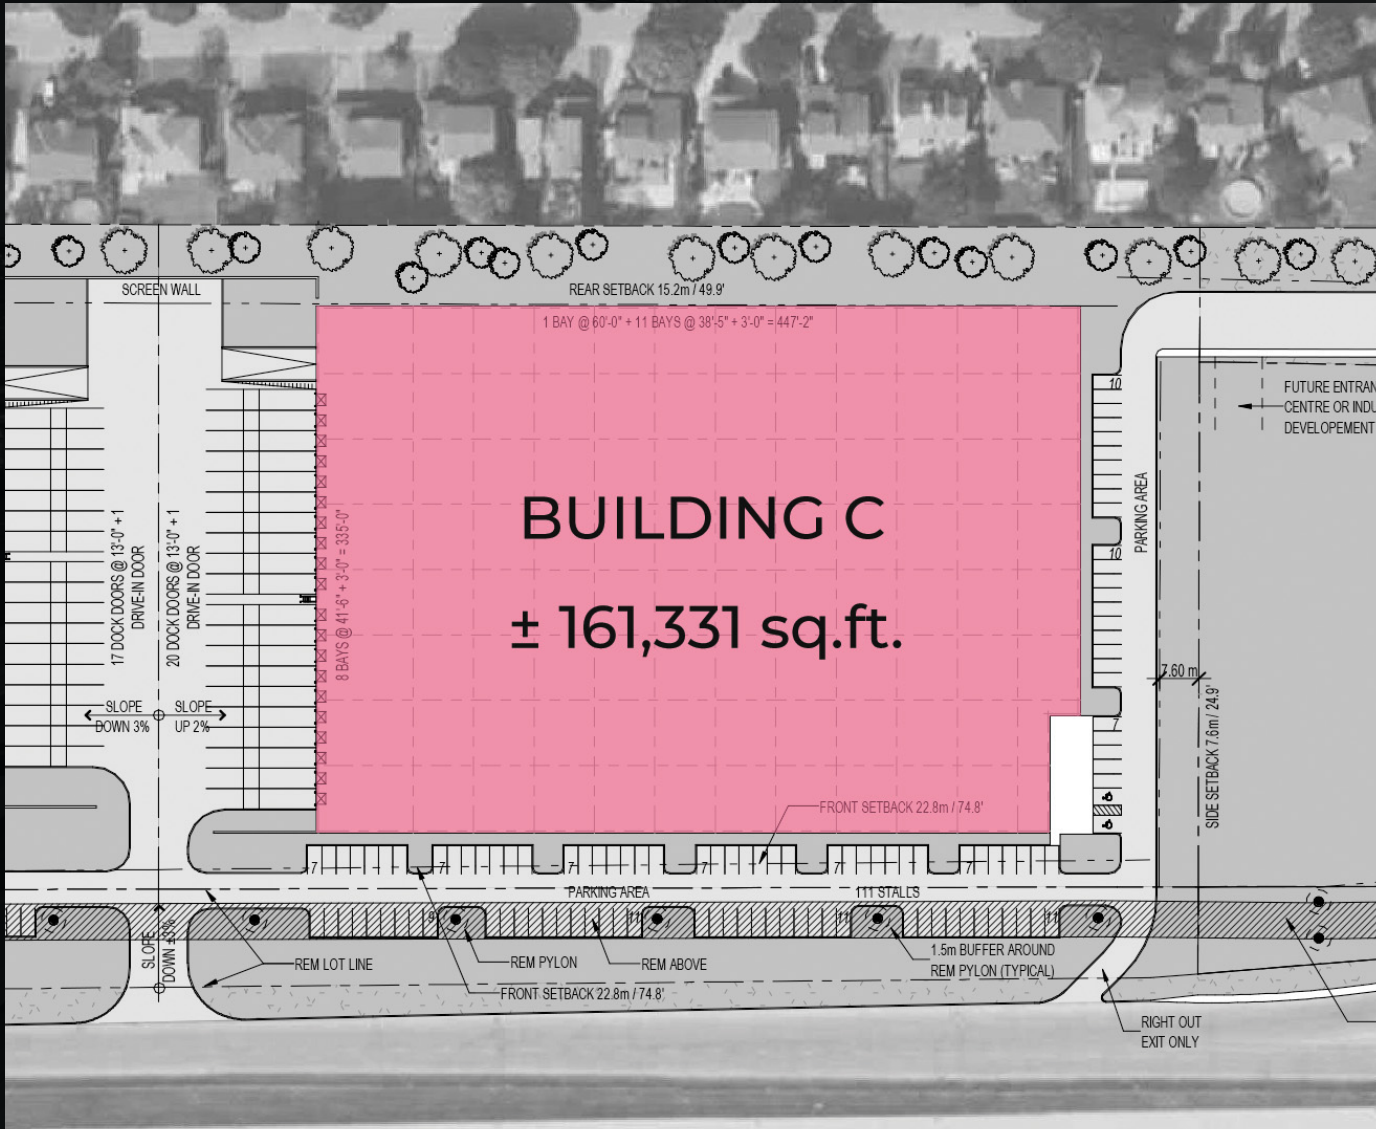 SCREEN WALL
REAR SETBACK 15.2m / 49.9'
1 BAY @ 60'-0" + 11 BAYS @ 38'-5" + 3'-0" = 447'-2"
10
FUTURE ENTRAN
CENTRE OR INDU
DEVELOPEMENT
BUILDING C
± 161,331 sq.ft.
8 BAYS @ 41'-6" + 3'-0" = 335'-0"
17 DOCK DOORS @ 13'-0" +1
DRIVE-IN DOOR
20 DOCK DOORS @ 13'-0" +1
DRIVE-IN DOOR
PARKING AREA
10
7.60 m
SIDE SETBACK 7.6m / 24.9'
SLOPE
DOWN 3%
SLOPE
UP 2%
7
FRONT SETBACK 22.8m / 74.8'
7
7
7
7
7
7
PARKING AREA
111 STALLS
9
11
11
11
SLOPE
DOWN ±3%
REM LOT LINE
REM PYLON
REM ABOVE
1.5m BUFFER AROUND
REM PYLON (TYPICAL)
FRONT SETBACK 22.8m / 74.8'
RIGHT OUT
EXIT ONLY